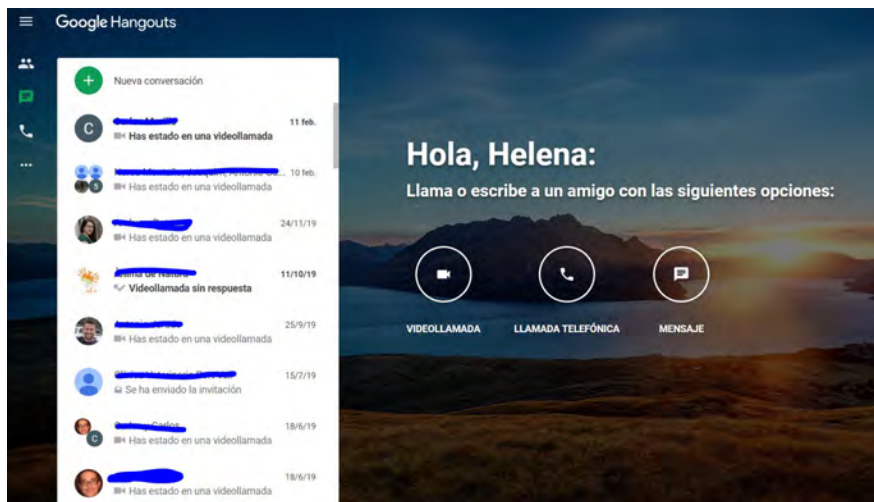 Google Hangouts
Nueva conversación
C
11 feb.
Has estado en una videollamada
... 10 feb.
5
Has estado en una videollamada
24/11/19
Has estado en una videollamada
11/10/19
Videollamada sin respuesta
25/9/19
Has estado en una videollamada
15/7/19
Se ha enviado la invitación
18/6/19
C
Has estado en una videollamada
18/6/19
Has estado en una videollamada
Hola, Helena:
Llama o escribe a un amigo con las siguientes opciones:
VIDEOLLAMADA
LLAMADA TELEFÓNICA
MENSAJE